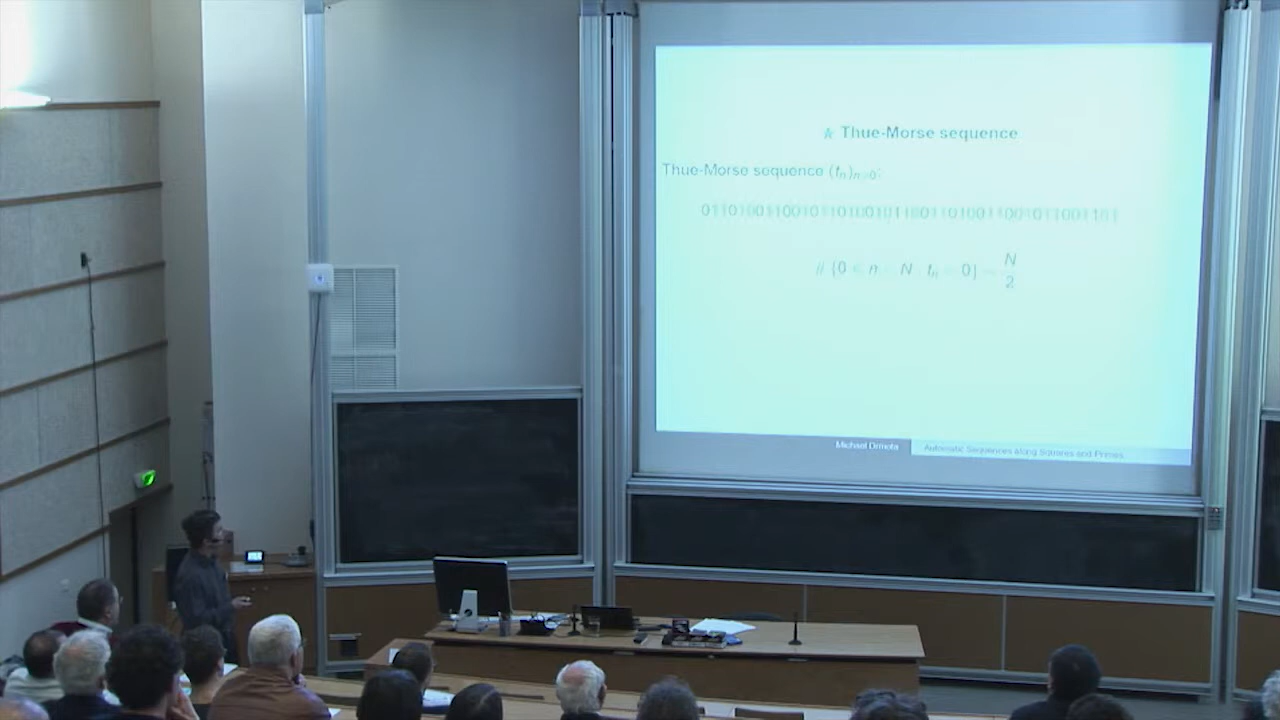 Thue-Morse sequence
Thue-Morse sequence (tₙ)ₙ≥₀:
# {0 ≤ n < N : tₙ = 0} ~ N/2
Michael Drmota Automatic Sequences along Squares and Primes